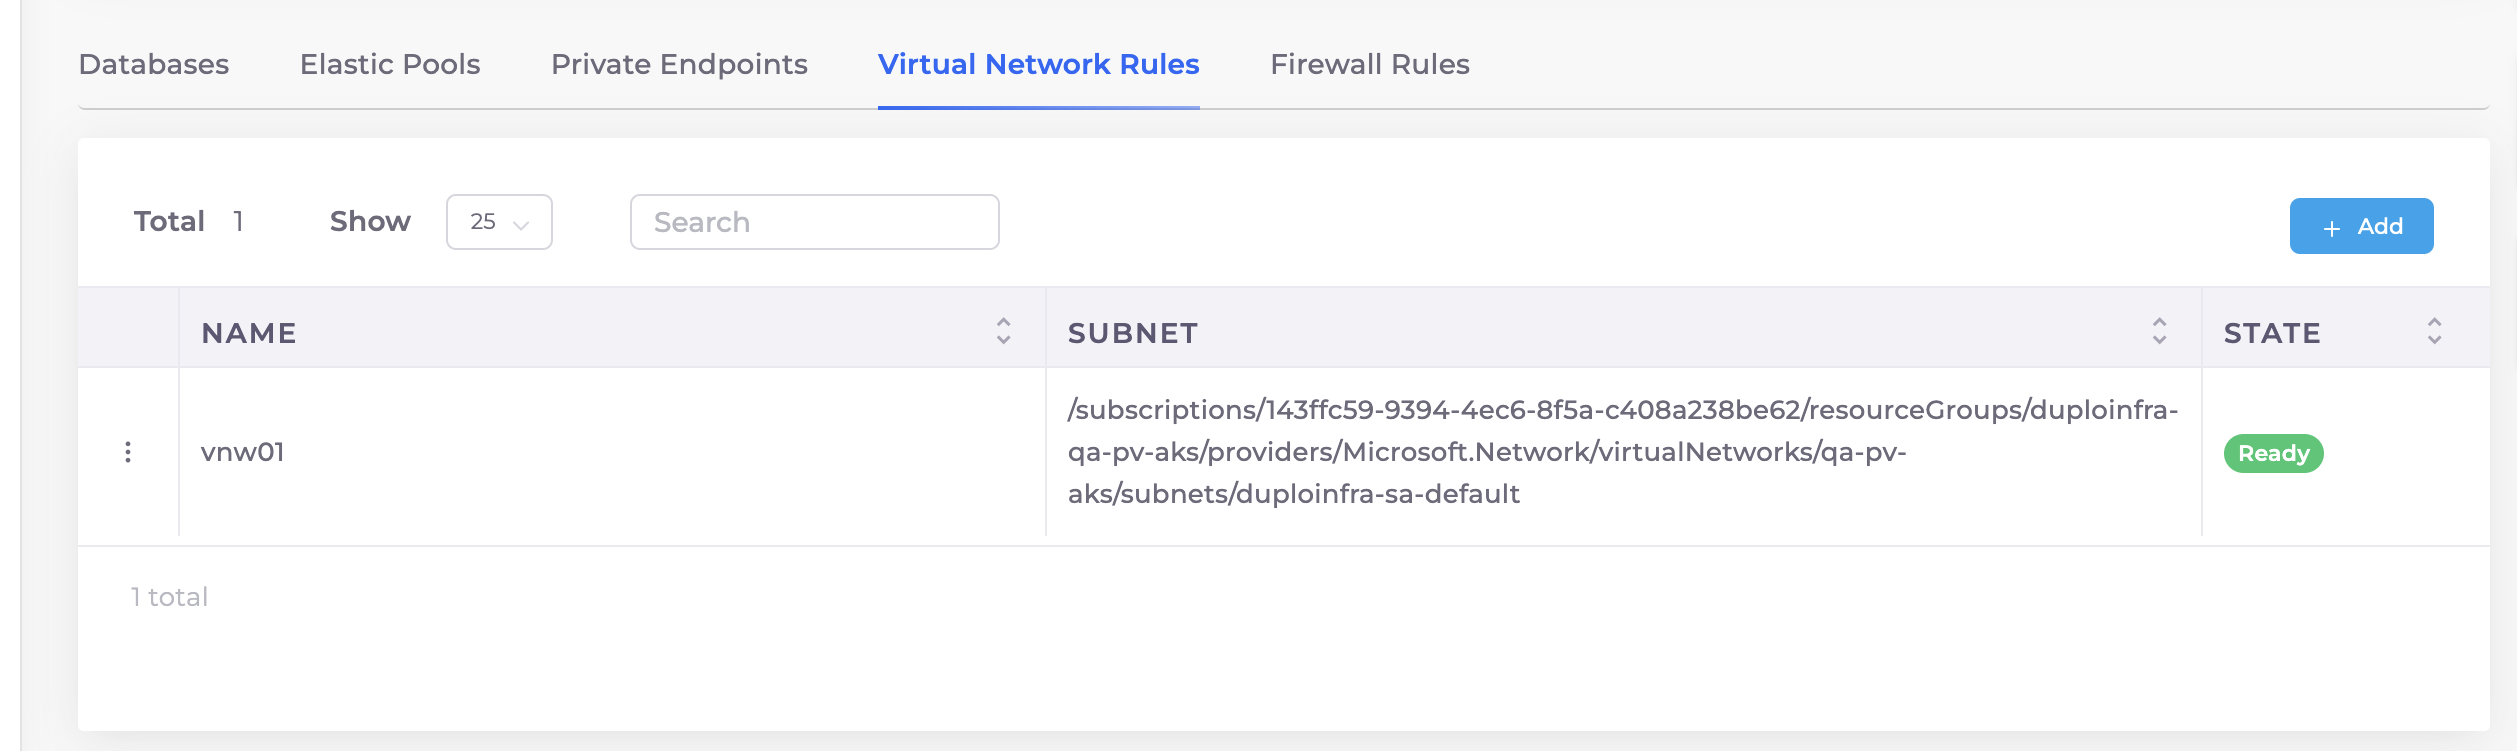 Databases Elastic Pools Private Endpoints Virtual Network Rules Firewall Rules
Total 1 Show 25 Search + Add
NAME SUBNET STATE
/subscriptions/143ffc59-9394-4ec6-8f5a-c408a238be62/resourceGroups/duploinfra-
vnw01 qa-pv-aks/providers/Microsoft.Network/virtualNetworks/qa-pv- Ready
aks/subnets/duploinfra-sa-default
1 total